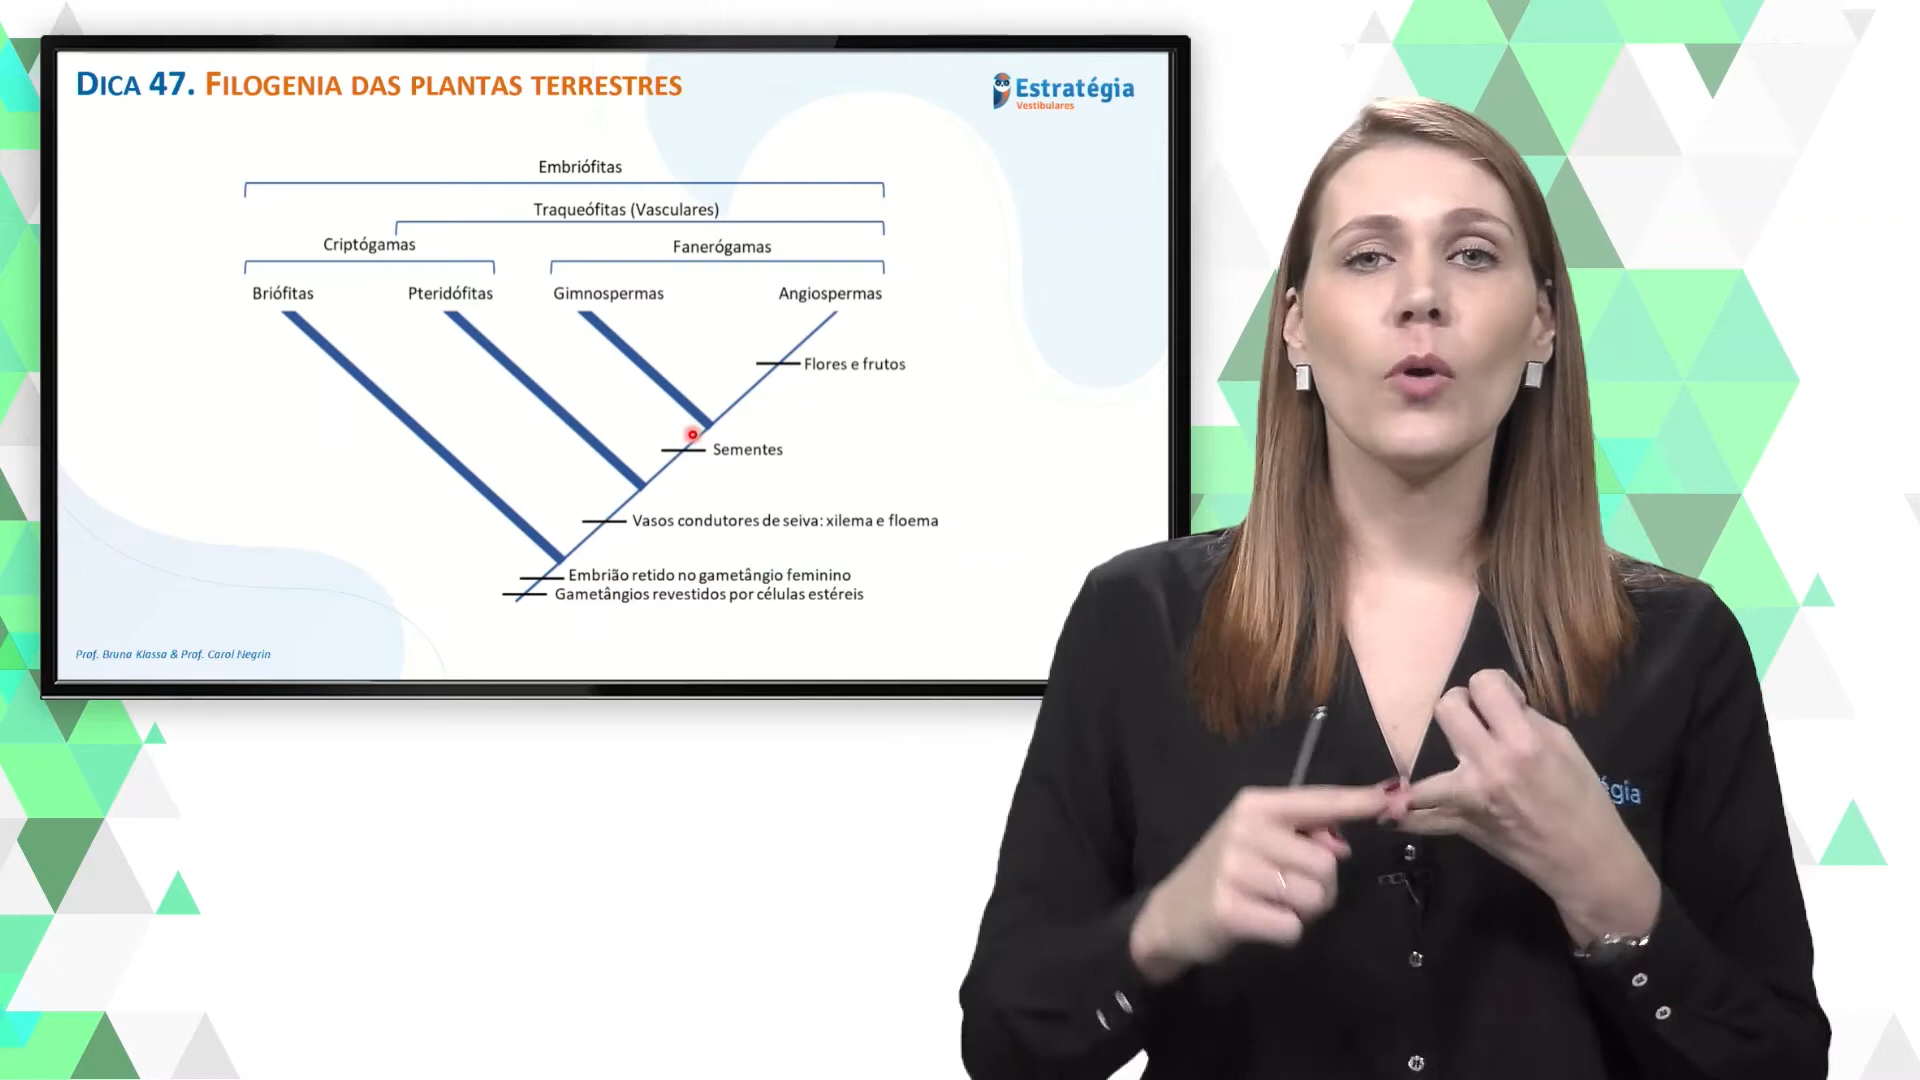 DICA 47. FILOGENIA DAS PLANTAS TERRESTRES
Estratégia
Vestibulares
Embriófitas
Traqueófitas (Vasculares)
Criptógamas
Fanerógamas
Briófitas
Pteridófitas
Gimnospermas
Angiospermas
Flores e frutos
Sementes
Vasos condutores de seiva: xilema e floema
Embrião retido no gametângio feminino
Gametângios revestidos por células estéreis
Prof. Bruna Klassa & Prof. Carol Negrin
égia